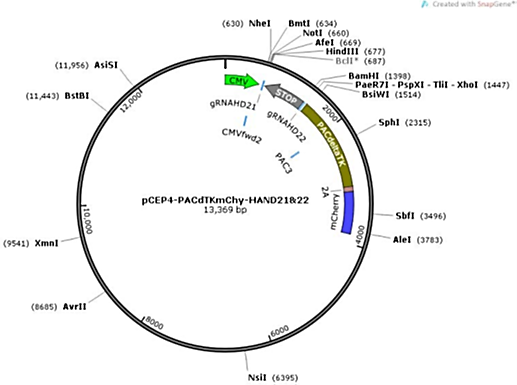 Created with SnapGene®
(630) NheI
BmtI (634)
NotI (660)
AfeI (669)
HindIII (677)
BclI* (687)
BamHI (1398)
PaeR7I - PspXI - TliI - XhoI (1447)
BsiWI (1514)
SphI (2315)
SbfI (3496)
AleI (3783)
NsiI (6395)
(8685) AvrII
(9541) XmnI
(11,443) BstBI
(11,956) AsiSI
2000
4000
6000
8000
10,000
12,000
CMV
STOP
gRNAHD21
gRNAHD22
CMVfwd2
PAC3
PACdeltaTK
2A
mCherry
pCEP4-PACdTKmChy-HAND21&22
13,369 bp